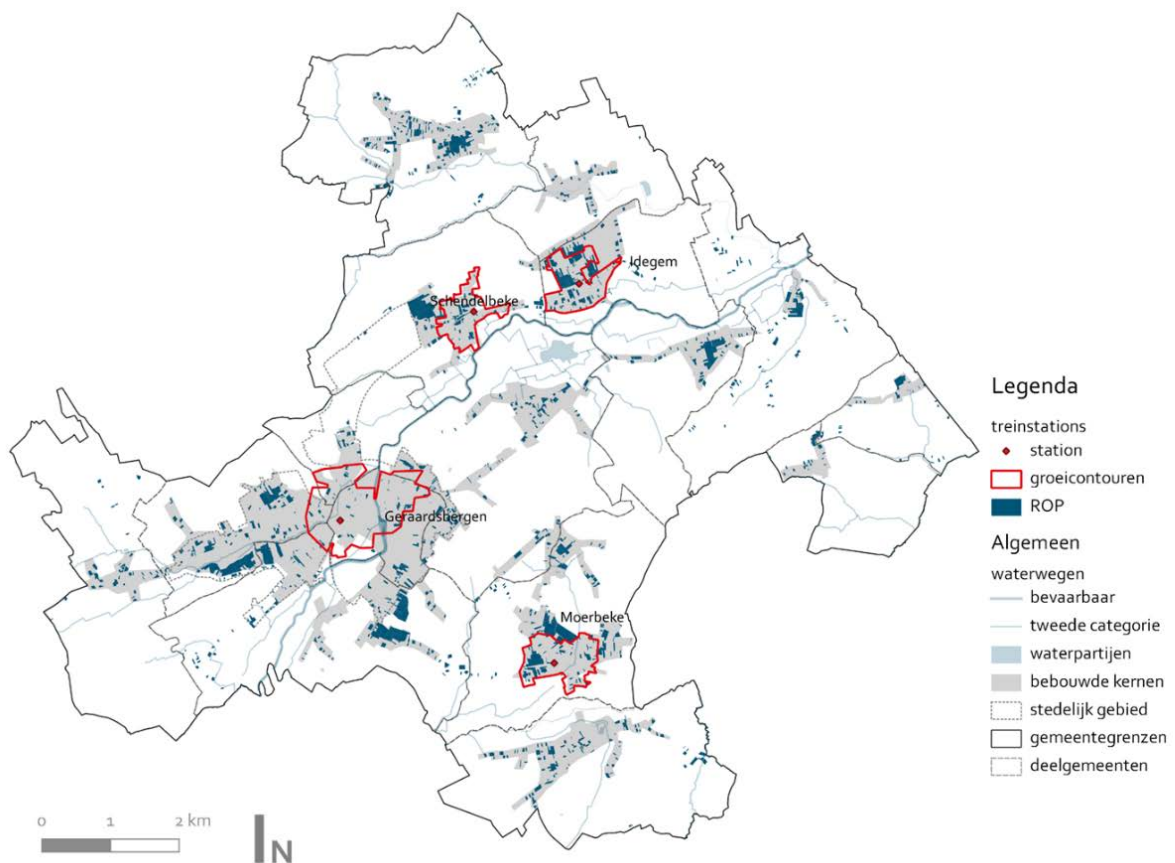 Idegem
Schendelbeke
Geraardsbergen
Moerbeke
Legenda
treinstations
station
groeicontouren
ROP
Algemeen
waterwegen
bevaarbaar
tweede categorie
waterpartijen
bebouwde kernen
stedelijk gebied
gemeentegrenzen
deelgemeenten
0 1 2 km
N